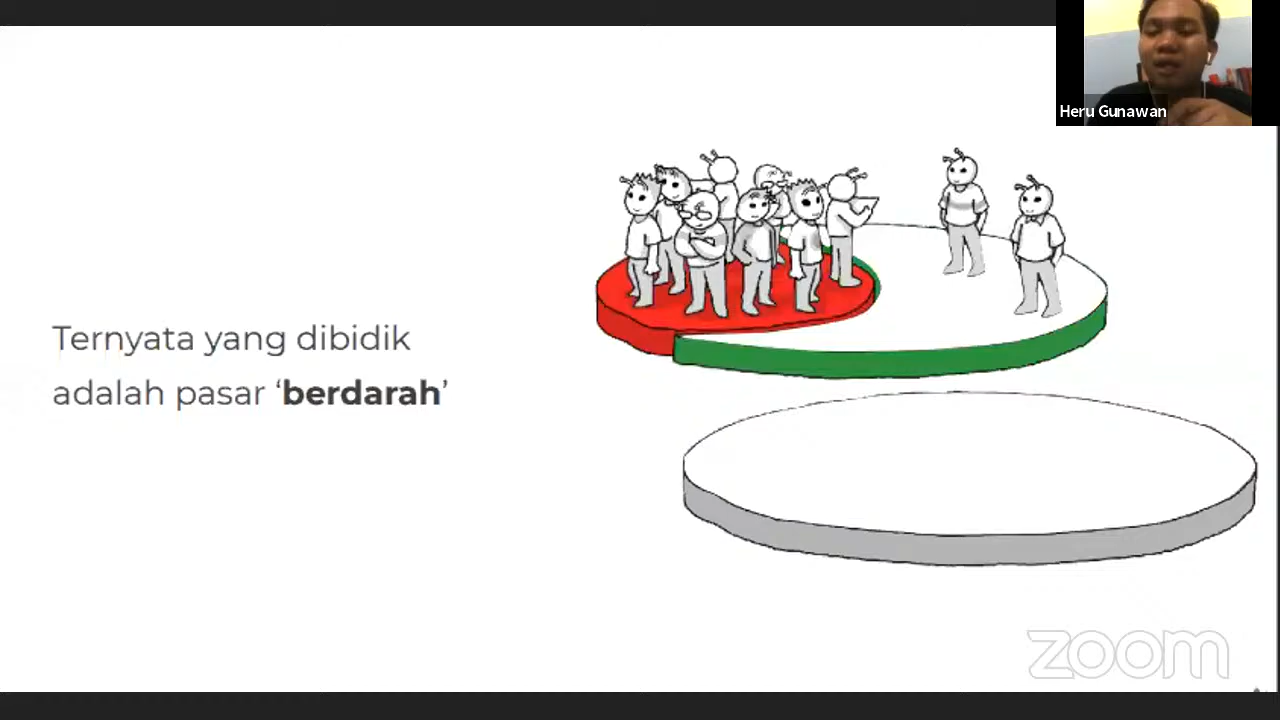 Heru Gunawan
Ternyata yang dibidik
adalah pasar ‘berdarah’
zoom